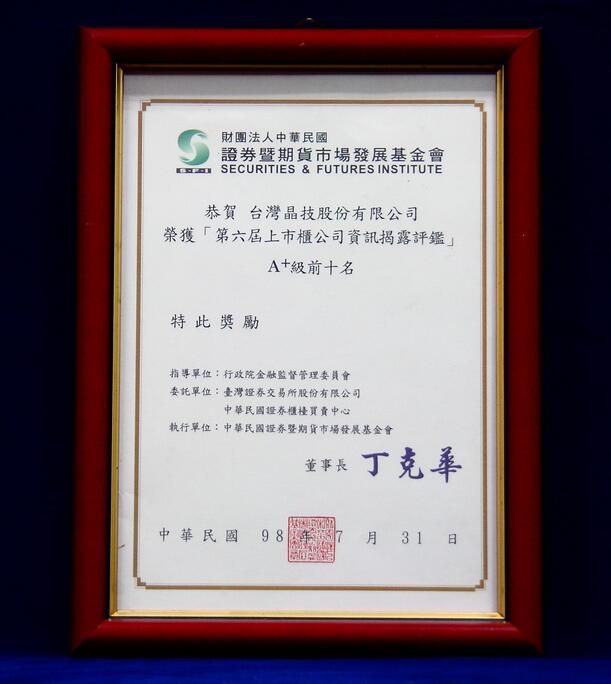 財團法人中華民國
證券暨期貨市場發展基金會
S·F·I
SECURITIES & FUTURES INSTITUTE
恭賀 台灣晶技股份有限公司
榮獲「第六屆上市櫃公司資訊揭露評鑑」
A+級前十名
特此獎勵
指導單位：行政院金融監督管理委員會
委託單位：臺灣證券交易所股份有限公司
中華民國證券櫃檯買賣中心
執行單位：中華民國證券暨期貨市場發展基金會
董事長 丁克華
中華民國 98 年 7 月 31 日